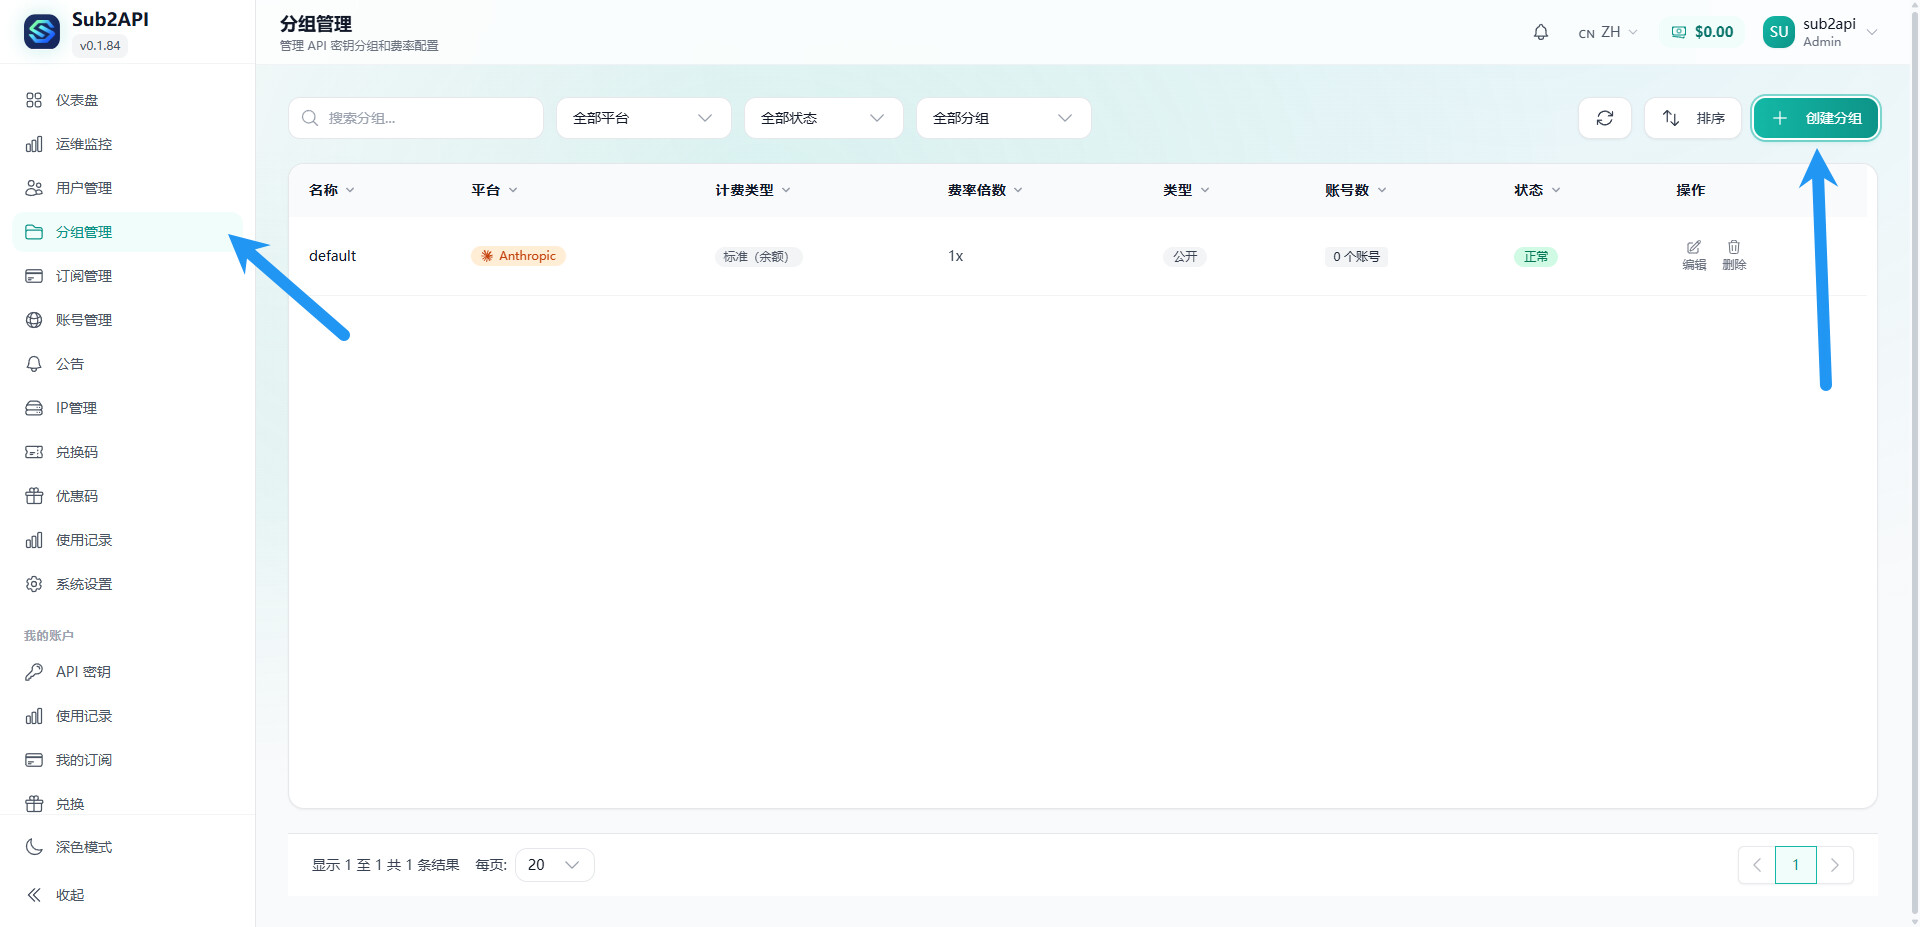 Sub2API
v0.1.84
仪表盘
运维监控
用户管理
分组管理
订阅管理
账号管理
公告
IP管理
兑换码
优惠码
使用记录
系统设置
我的账户
API 密钥
使用记录
我的订阅
兑换
深色模式
收起
分组管理
管理 API 密钥分组和费率配置
CN ZH
$0.00
SU
sub2api
Admin
搜索分组...
全部平台
全部状态
全部分组
排序
创建分组
名称 平台 计费类型 费率倍数 类型 账号数 状态 操作
default Anthropic 标准（余额） 1x 公开 0 个账号 正常 编辑 删除
显示 1 至 1 共 1 条结果 每页: 20
1